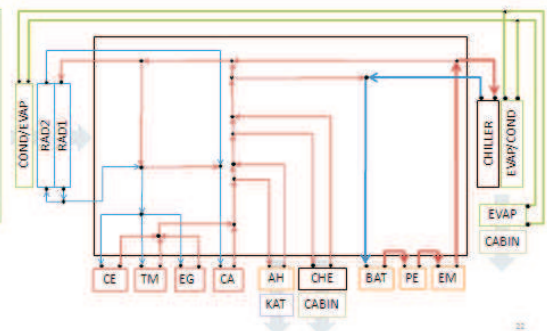 COND/EVAP
RAD2
RAD1
CHILLER
EVAP/COND
EVAP
CABIN
CE
TM
EG
CA
AH
CHE
BAT
PE
EM
KAT
CABIN
22